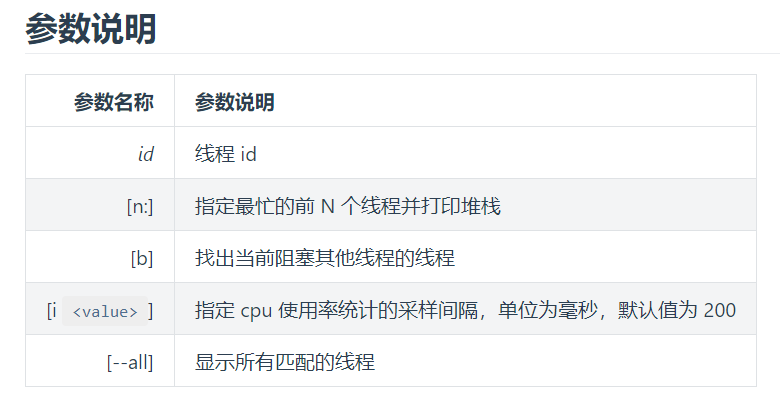 参数说明
参数名称 参数说明
id 线程 id
[n:] 指定最忙的前 N 个线程并打印堆栈
[b] 找出当前阻塞其他线程的线程
[i <value> ] 指定 cpu 使用率统计的采样间隔，单位为毫秒，默认值为 200
[--all] 显示所有匹配的线程